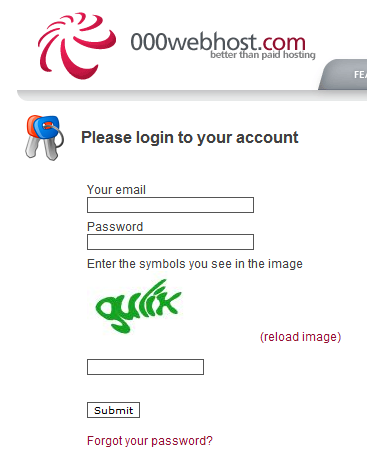 000webhost.com
better than paid hosting
FEA
Please login to your account
Your email
Password
Enter the symbols you see in the image
(reload image)
Submit
Forgot your password?